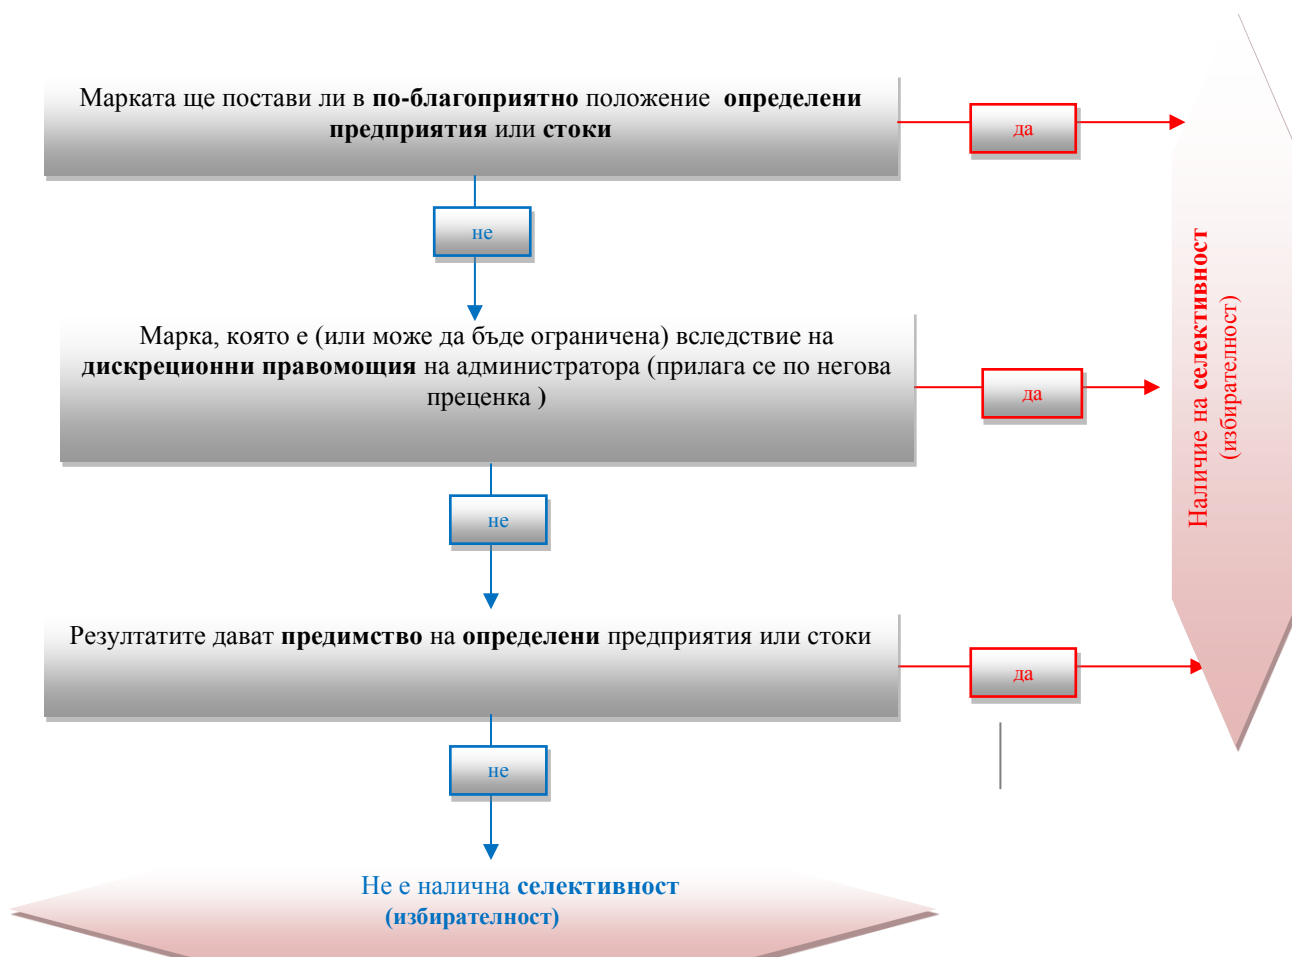 Марката ще постави ли в по-благоприятно положение определени
предприятия или стоки
да
не
Марка, която е (или може да бъде ограничена) вследствие на
дискреционни правомощия на администратора (прилага се по негова
преценка )
да
не
Резултатите дават предимство на определени предприятия или стоки
да
не
Не е налична селективност
(избирателност)
Наличие на селективност
(избирателност)